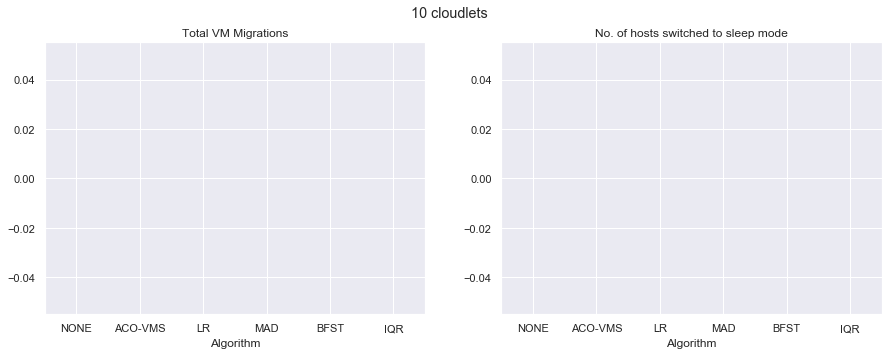 10 cloudlets
Total VM Migrations
0.04
0.02
0.00
−0.02
−0.04
NONE ACO-VMS LR MAD BFST IQR
Algorithm
No. of hosts switched to sleep mode
0.04
0.02
0.00
−0.02
−0.04
NONE ACO-VMS LR MAD BFST IQR
Algorithm